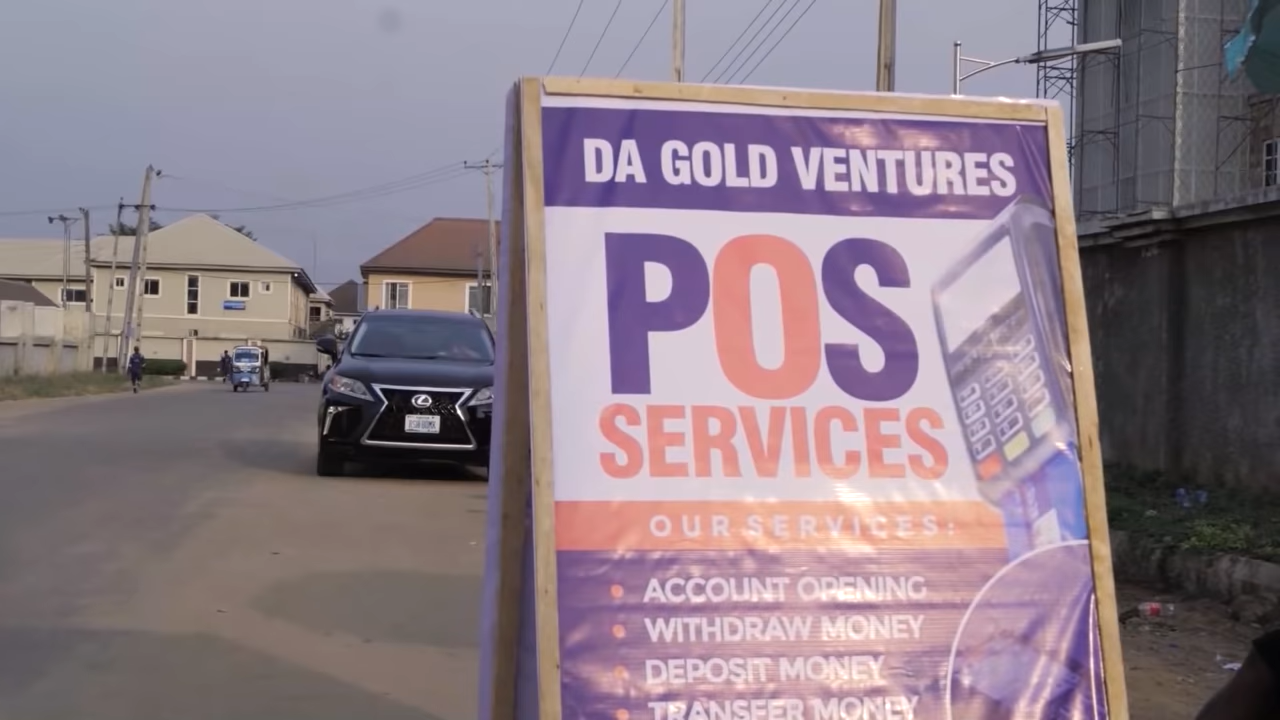 DA GOLD VENTURES
POS
SERVICES
OUR SERVICES:
ACCOUNT OPENING
WITHDRAW MONEY
DEPOSIT MONEY
TRANSFER MONEY